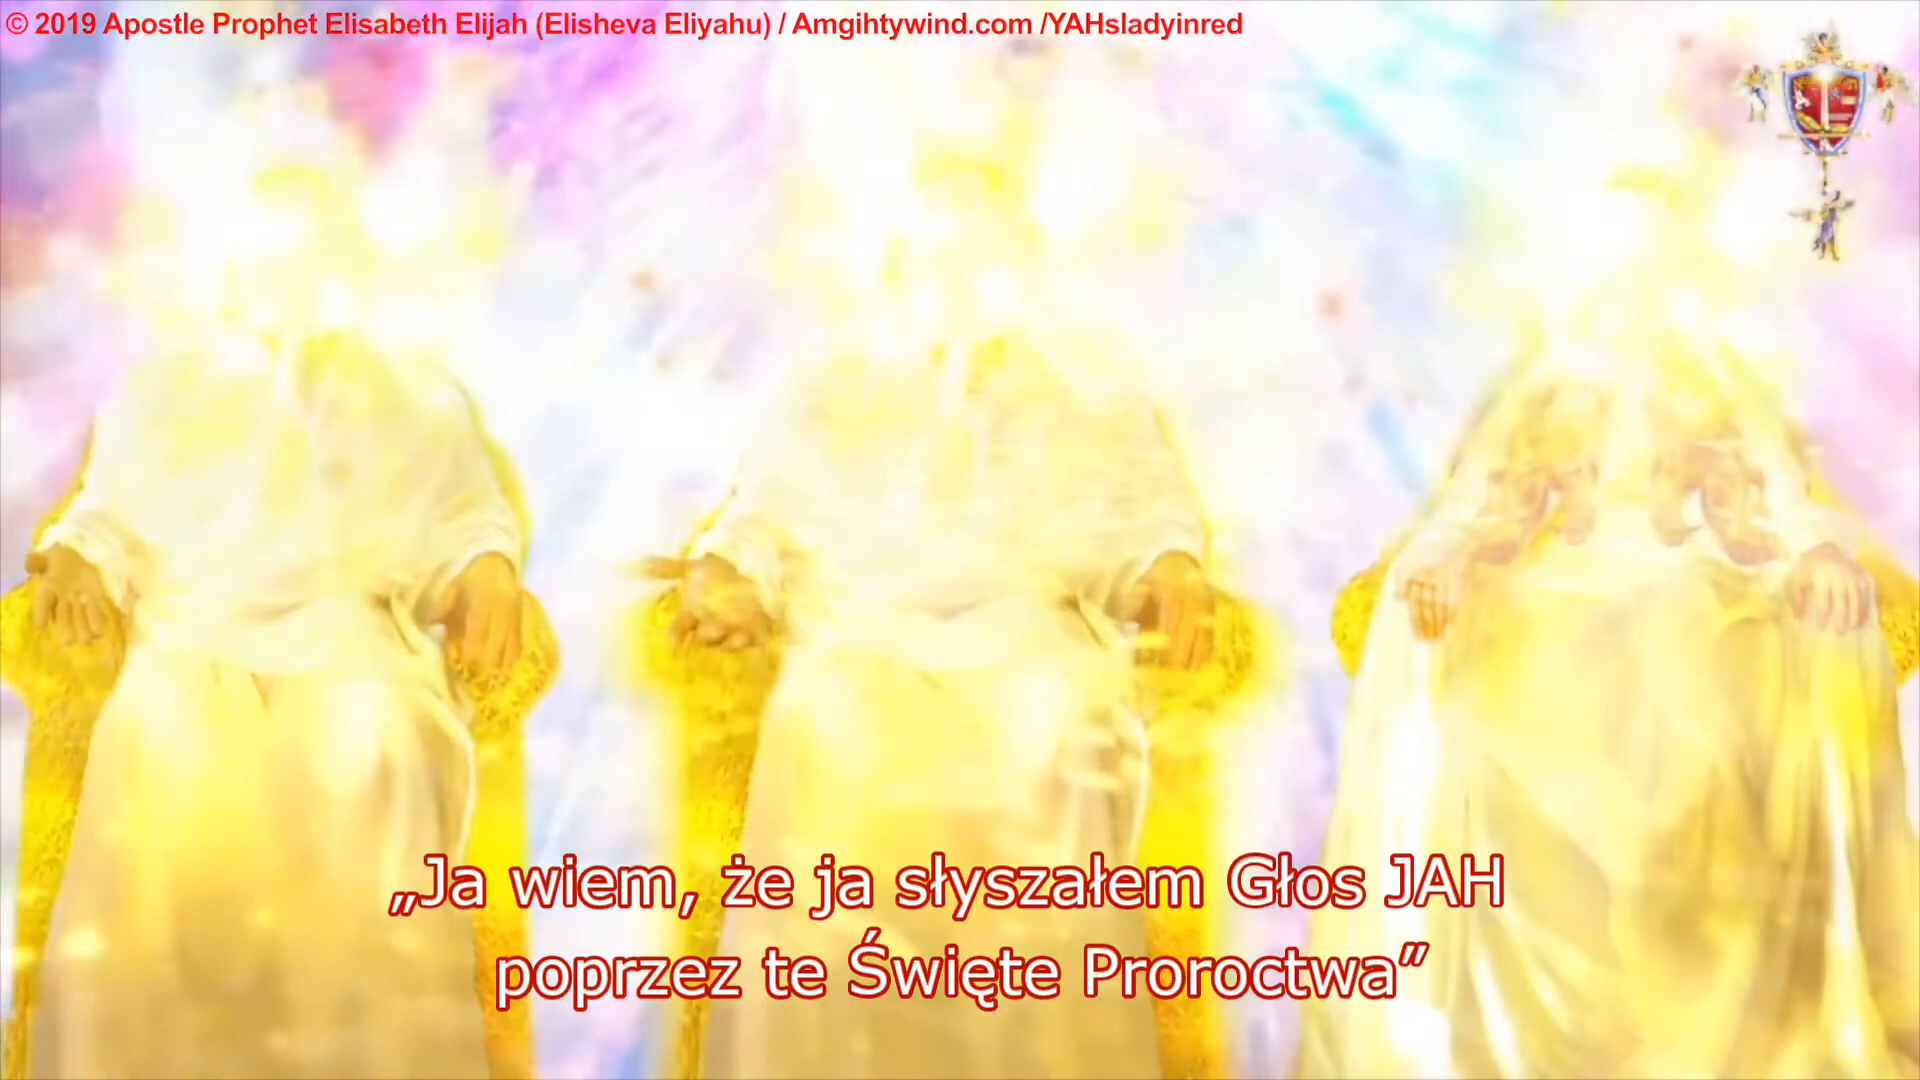 © 2019 Apostle Prophet Elisabeth Elijah (Elisheva Eliyahu) / Amgihtywind.com /YAHsladyinred
„Ja wiem, że ja słyszałem Głos JAH
poprzez te Święte Proroctwa”